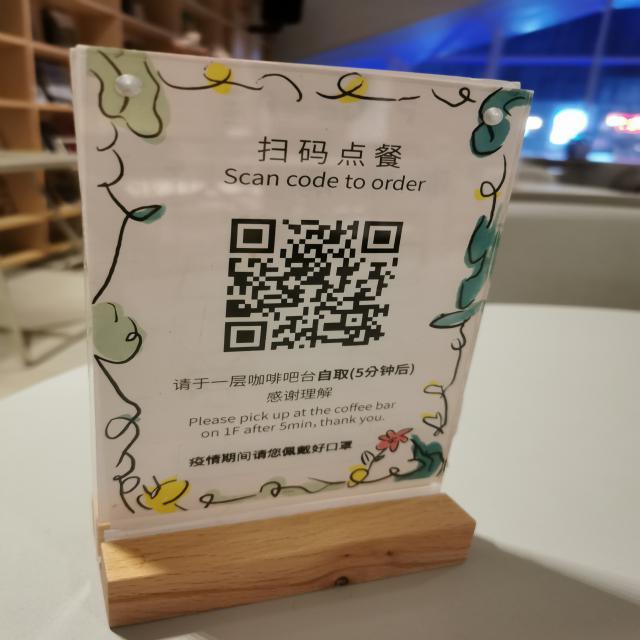 扫码点餐
Scan code to order
请于一层咖啡吧台自取(5分钟后)
感谢理解
Please pick up at the coffee bar
on 1F after 5min, thank you.
疫情期间请您佩戴好口罩